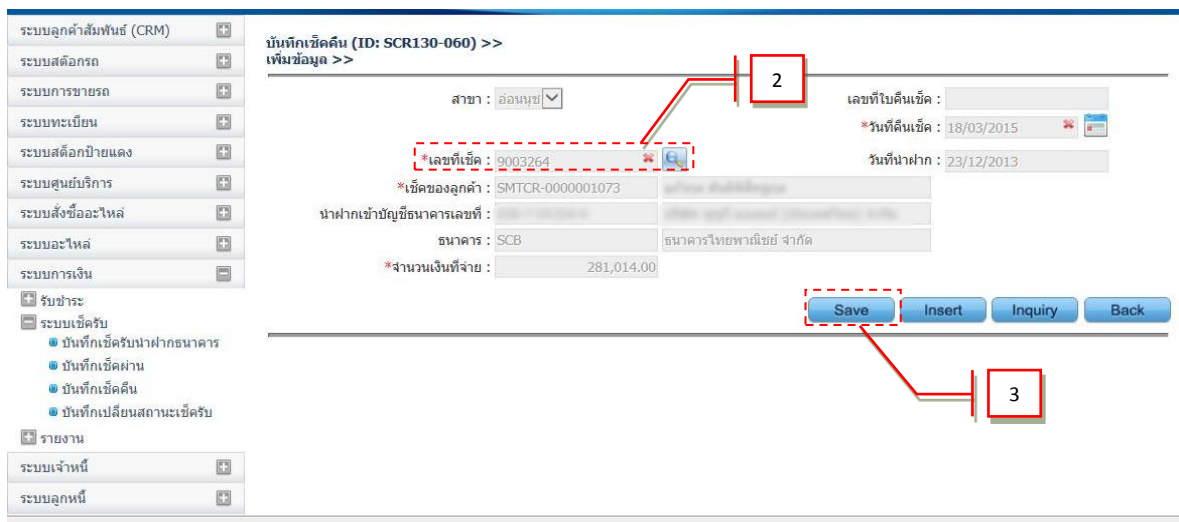 ระบบลูกค้าสัมพันธ์ (CRM)
ระบบสต๊อกรถ
ระบบการขายรถ
ระบบทะเบียน
ระบบสต็อกป้ายแดง
ระบบศูนย์บริการ
ระบบสั่งซื้ออะไหล่
ระบบอะไหล่
ระบบการเงิน
รับชำระ
ระบบเช็ครับ
บันทึกเช็ครับนำฝากธนาคาร
บันทึกเช็คผ่าน
บันทึกเช็คคืน
บันทึกเปลี่ยนสถานะเช็ครับ
รายงาน
ระบบเจ้าหนี้
ระบบลูกหนี้
บันทึกเช็คคืน (ID: SCR130-060) >>
เพิ่มข้อมูล >>
2
สาขา : อ่อนนุช เลขที่ใบคืนเช็ค :
*วันที่คืนเช็ค : 18/03/2015
*เลขที่เช็ค : 9003264 วันที่นำฝาก : 23/12/2013
*เช็คของลูกค้า : SMTCR-0000001073
นำฝากเข้าบัญชีธนาคารเลขที่ :
ธนาคาร : SCB ธนาคารไทยพาณิชย์ จำกัด
*จำนวนเงินที่จ่าย : 281,014.00
Save Insert Inquiry Back
3